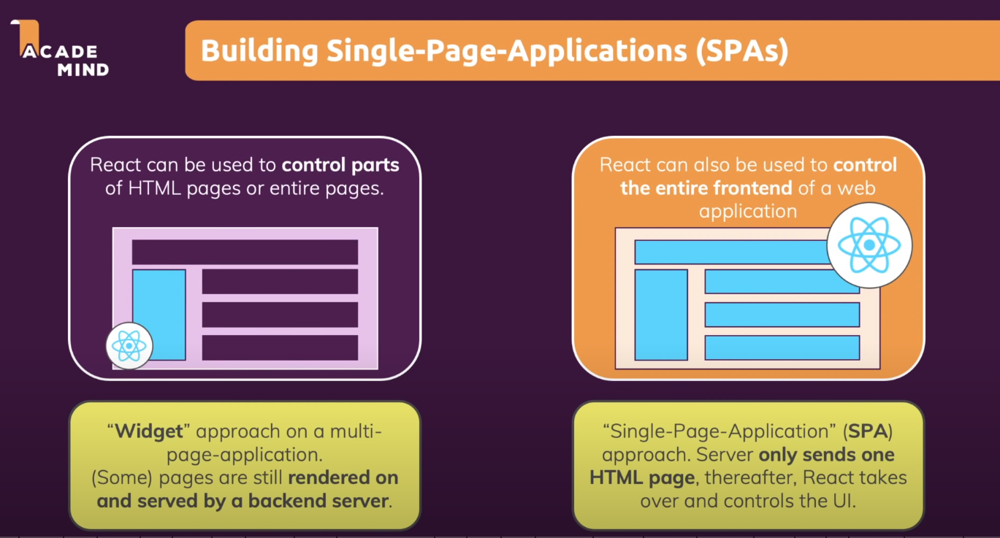 ACADE
MIND
Building Single-Page-Applications (SPAs)
React can be used to control parts
of HTML pages or entire pages.
React can also be used to control
the entire frontend of a web
application
“Widget” approach on a multi-
page-application.
(Some) pages are still rendered on
and served by a backend server.
“Single-Page-Application” (SPA)
approach. Server only sends one
HTML page, thereafter, React takes
over and controls the UI.